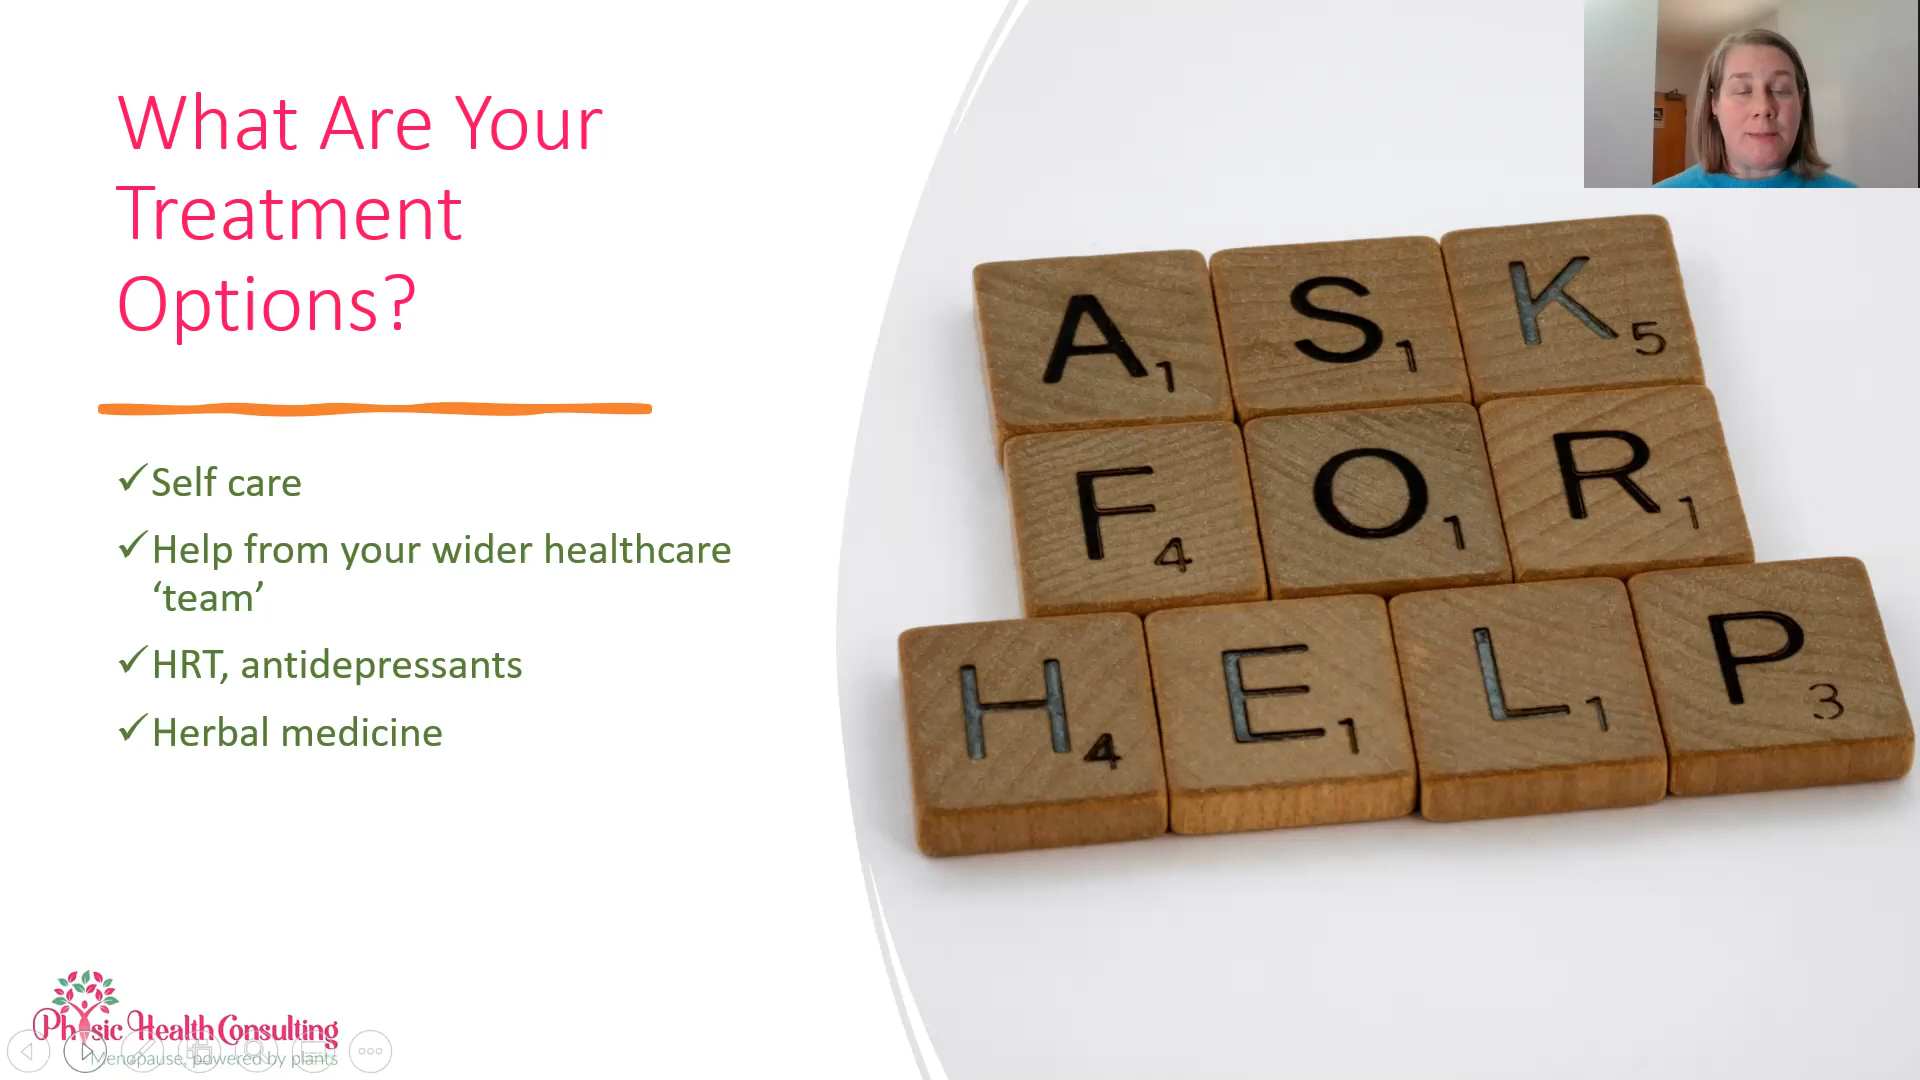 What Are Your
Treatment
Options?
✓Self care
✓Help from your wider healthcare
‘team’
✓HRT, antidepressants
✓Herbal medicine
A1 S1 K5
F4 O1 R1
H4 E1 L1 P3
Physic Health Consulting
Menopause, powered by plants